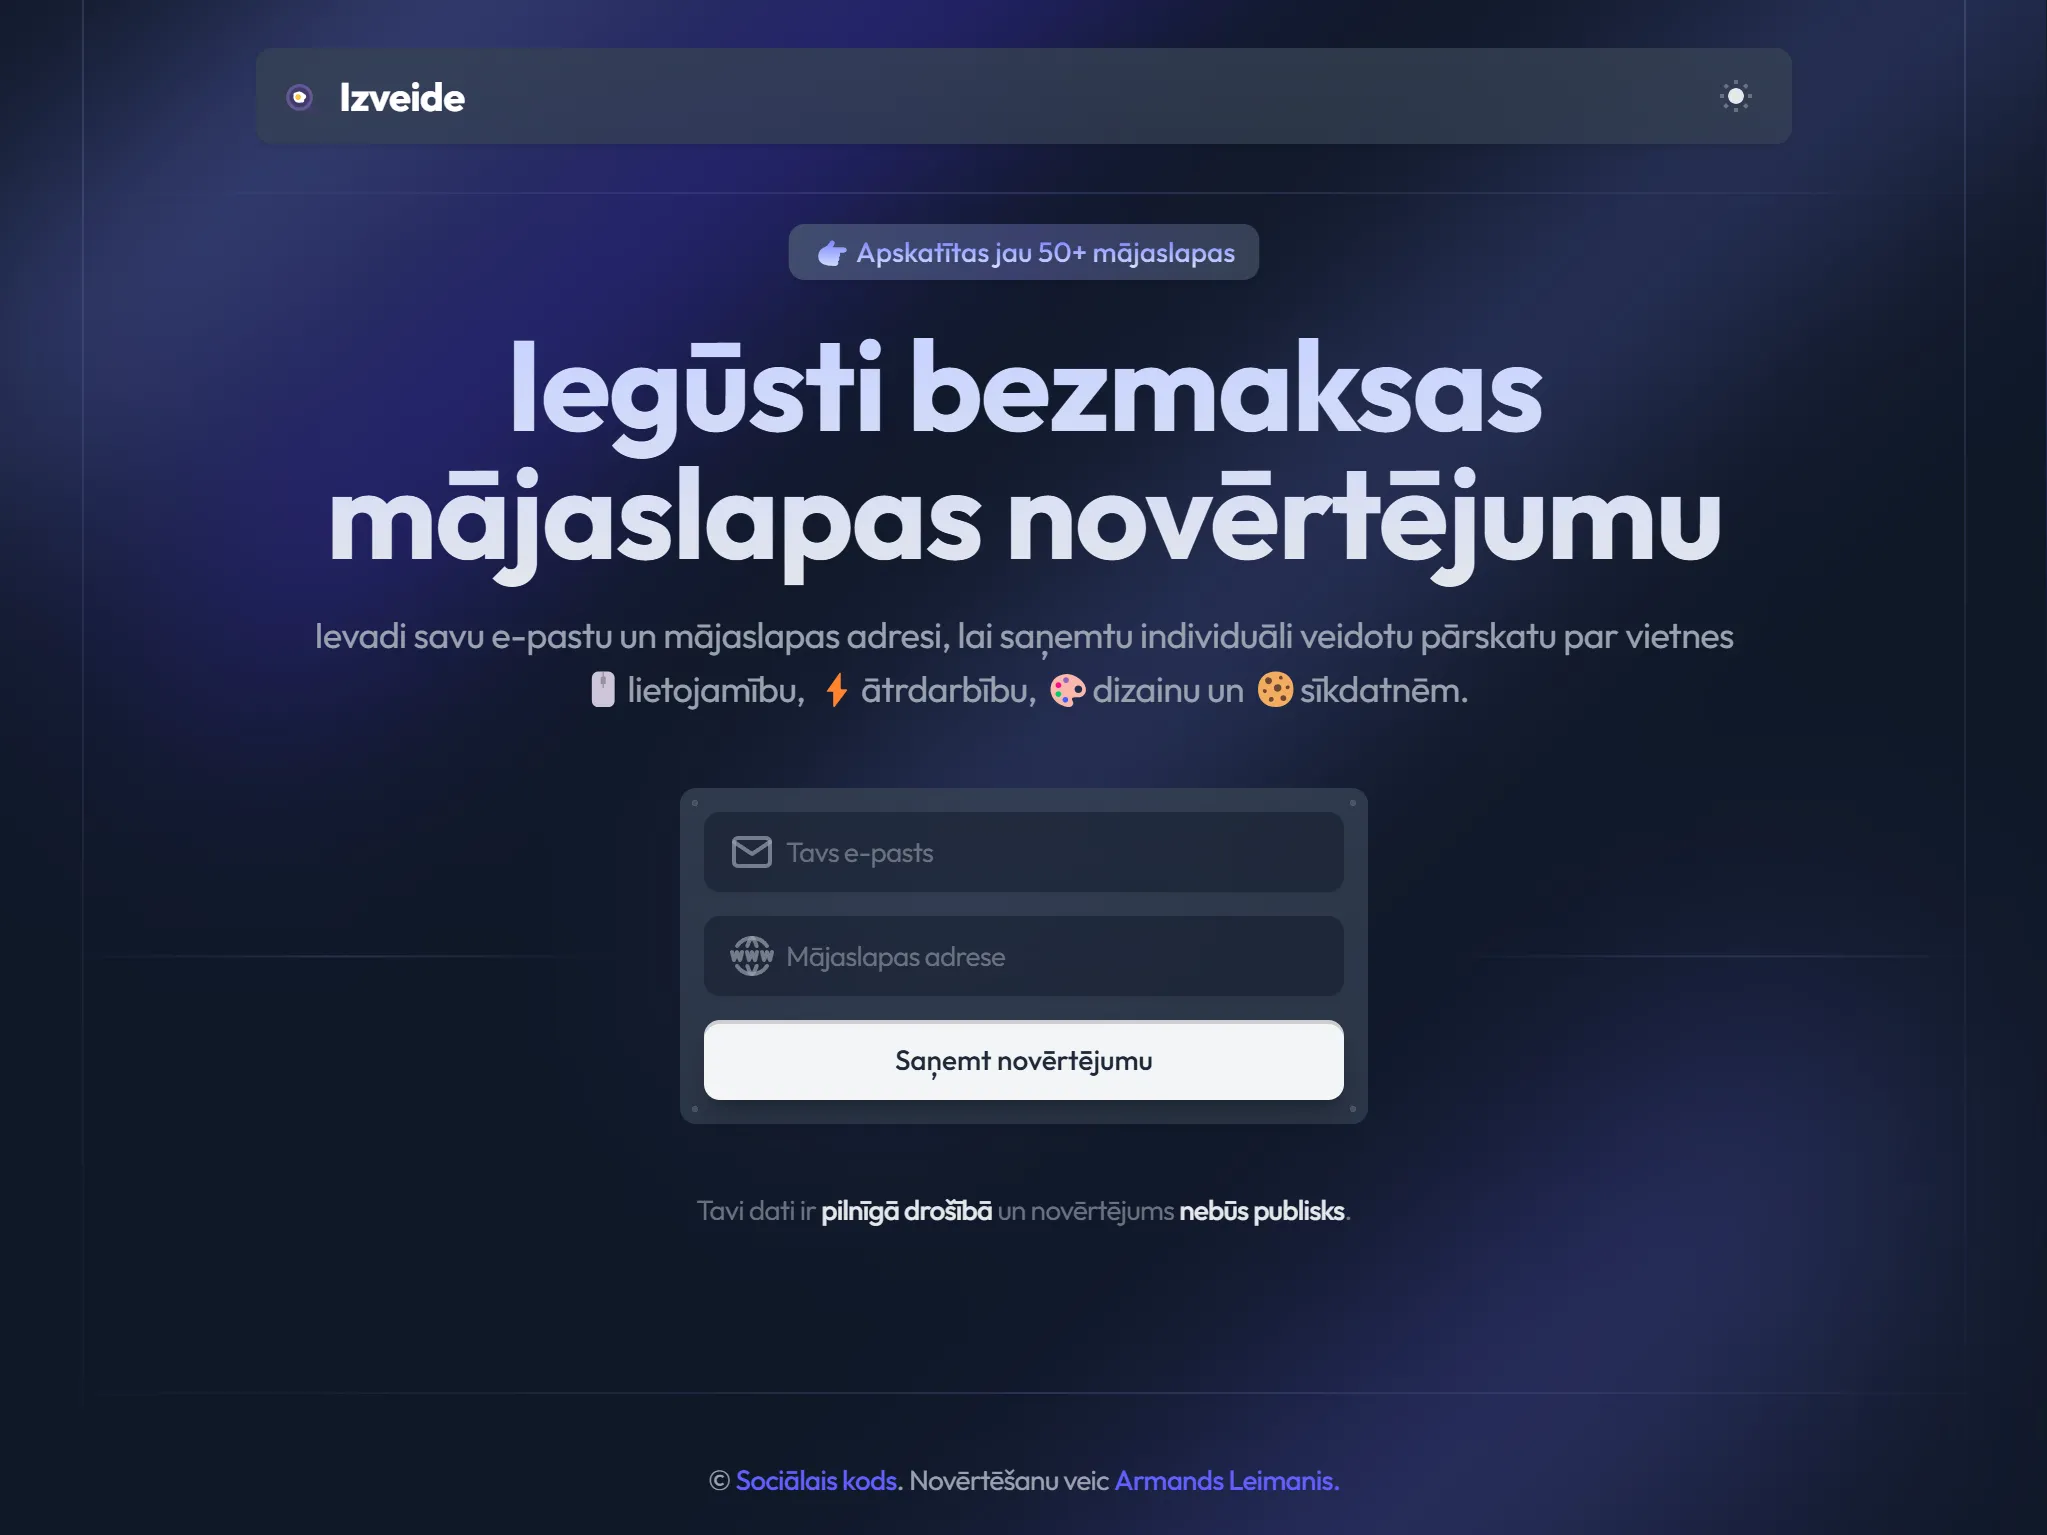 Izveide
Apskatītas jau 50+ mājaslapas
Iegūsti bezmaksas
mājaslapas novērtējumu
Ievadi savu e-pastu un mājaslapas adresi, lai saņemtu individuāli veidotu pārskatu par vietnes
lietojamību, ātrdarbību, dizainu un sīkdatnēm.
Tavs e-pasts
WWW Mājaslapas adrese
Saņemt novērtējumu
Tavi dati ir pilnīgā drošībā un novērtējums nebūs publisks.
© Sociālais kods. Novērtēšanu veic Armands Leimanis.